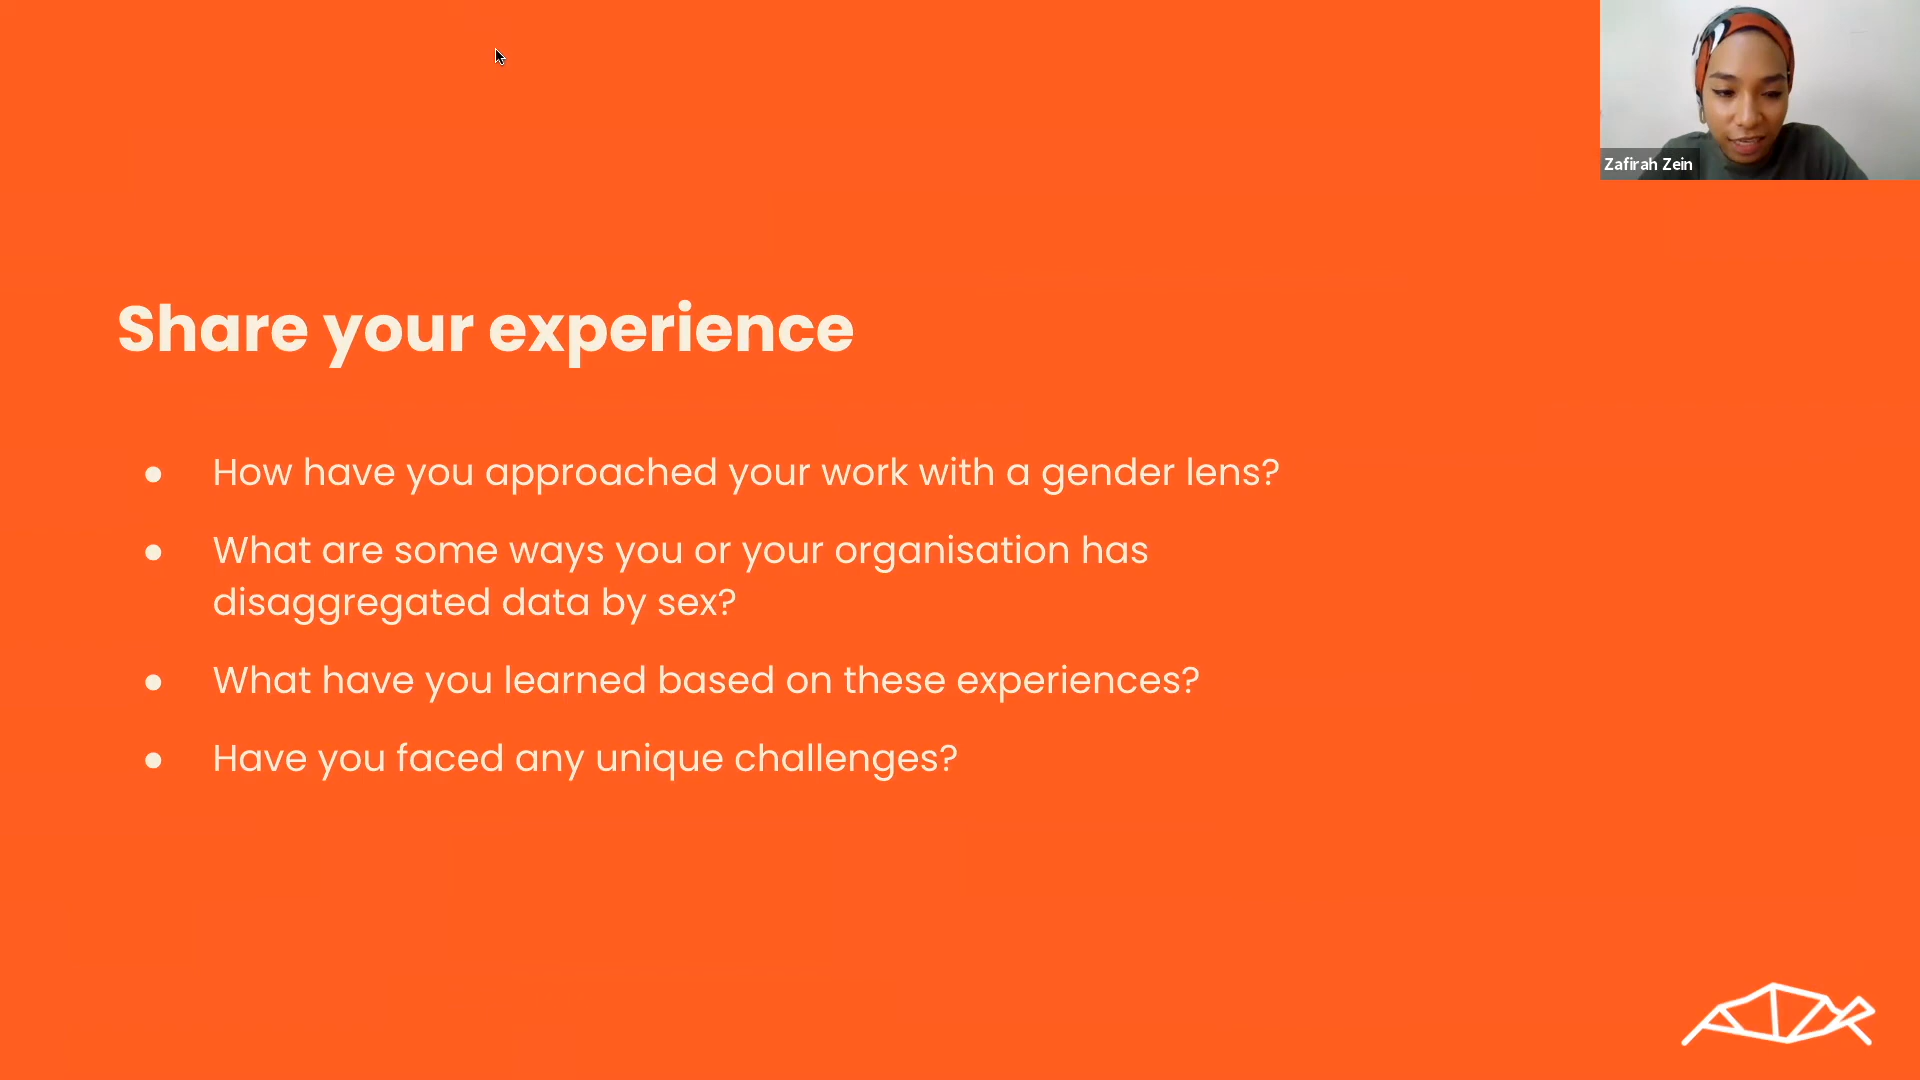 Zafirah Zein
Share your experience
● How have you approached your work with a gender lens?
● What are some ways you or your organisation has
disaggregated data by sex?
● What have you learned based on these experiences?
● Have you faced any unique challenges?